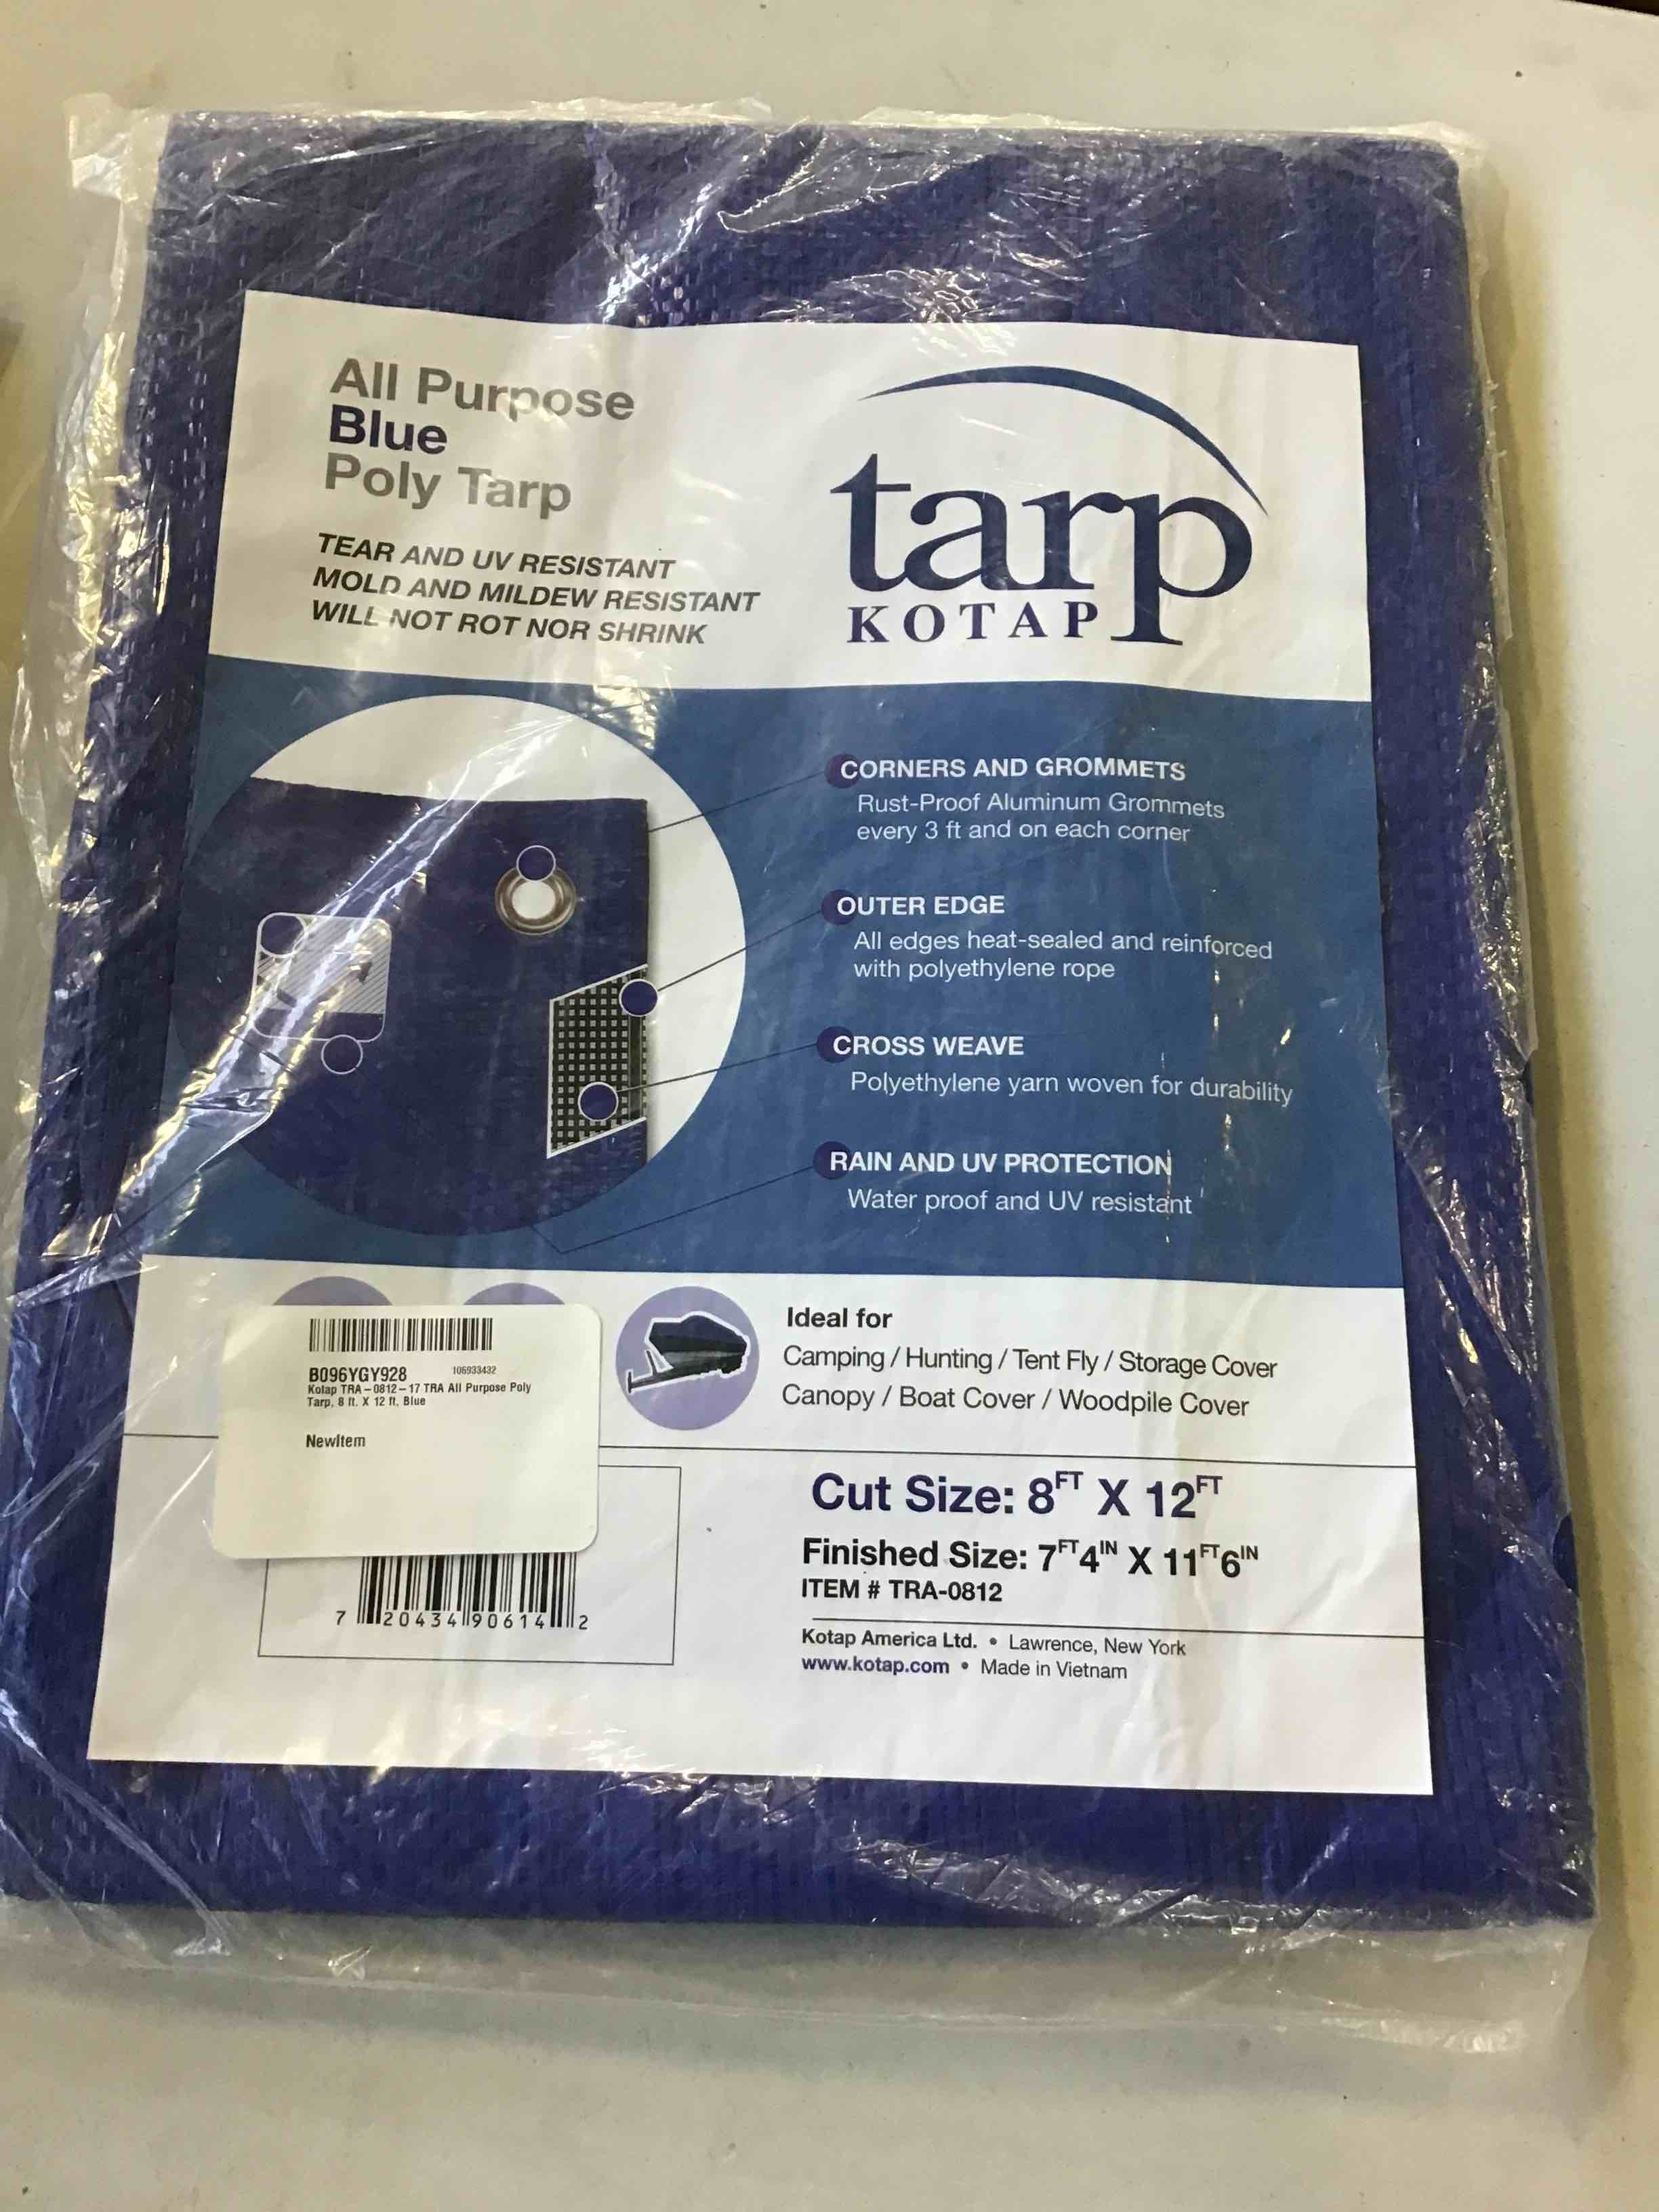 All Purpose
Blue
Poly Tarp
TEAR AND UV RESISTANT
MOLD AND MILDEW RESISTANT
WILL NOT ROT NOR SHRINK
tarp
KOTAP
CORNERS AND GROMMETS
Rust-Proof Aluminum Grommets
every 3 ft and on each corner
OUTER EDGE
All edges heat-sealed and reinforced
with polyethylene rope
CROSS WEAVE
Polyethylene yarn woven for durability
RAIN AND UV PROTECTION
Water proof and UV resistant
Ideal for
Camping / Hunting / Tent Fly / Storage Cover
Canopy / Boat Cover / Woodpile Cover
B096YGY928 106933432
Kotap TRA-0812-17 TRA All Purpose Poly
Tarp, 8 ft. X 12 ft, Blue
NewItem
7 20434 90614 2
Cut Size: 8FT X 12FT
Finished Size: 7FT4IN X 11FT6IN
ITEM # TRA-0812
Kotap America Ltd. • Lawrence, New York
www.kotap.com • Made in Vietnam